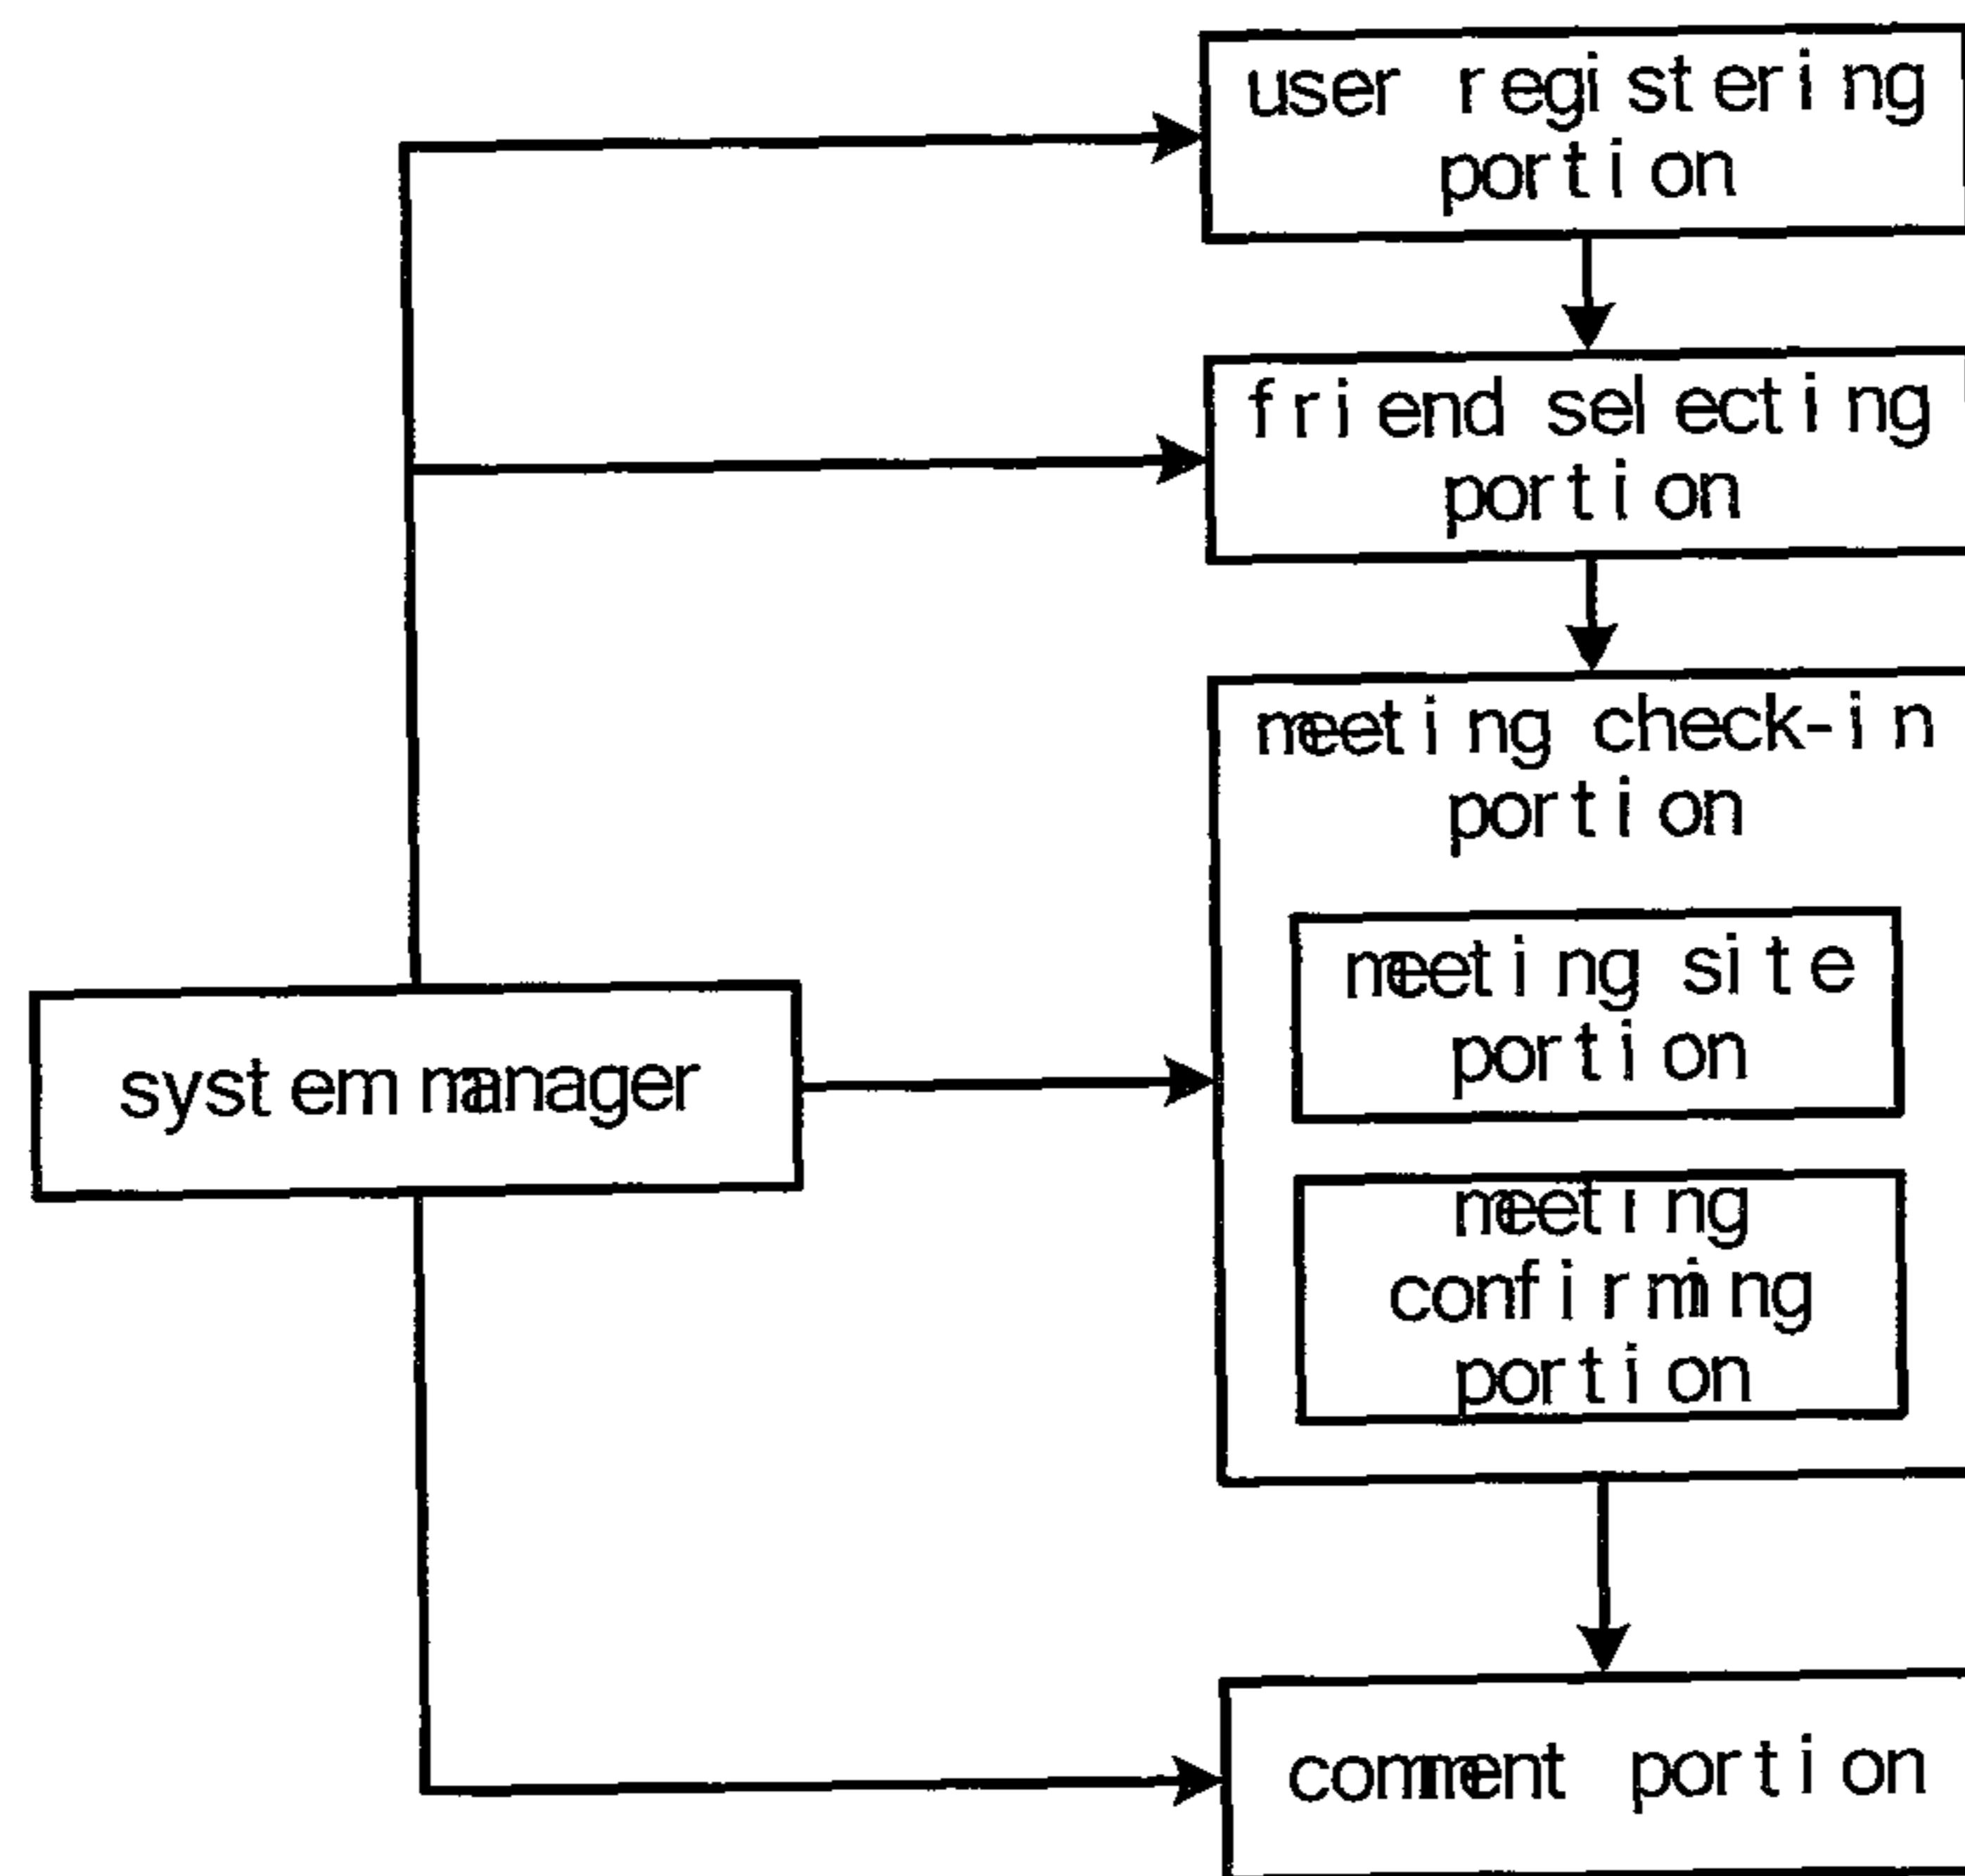 user registering
portion
friend selecting
portion
meeting check-in
portion
meeting site
portion
system manager
meeting
confirming
portion
comment portion